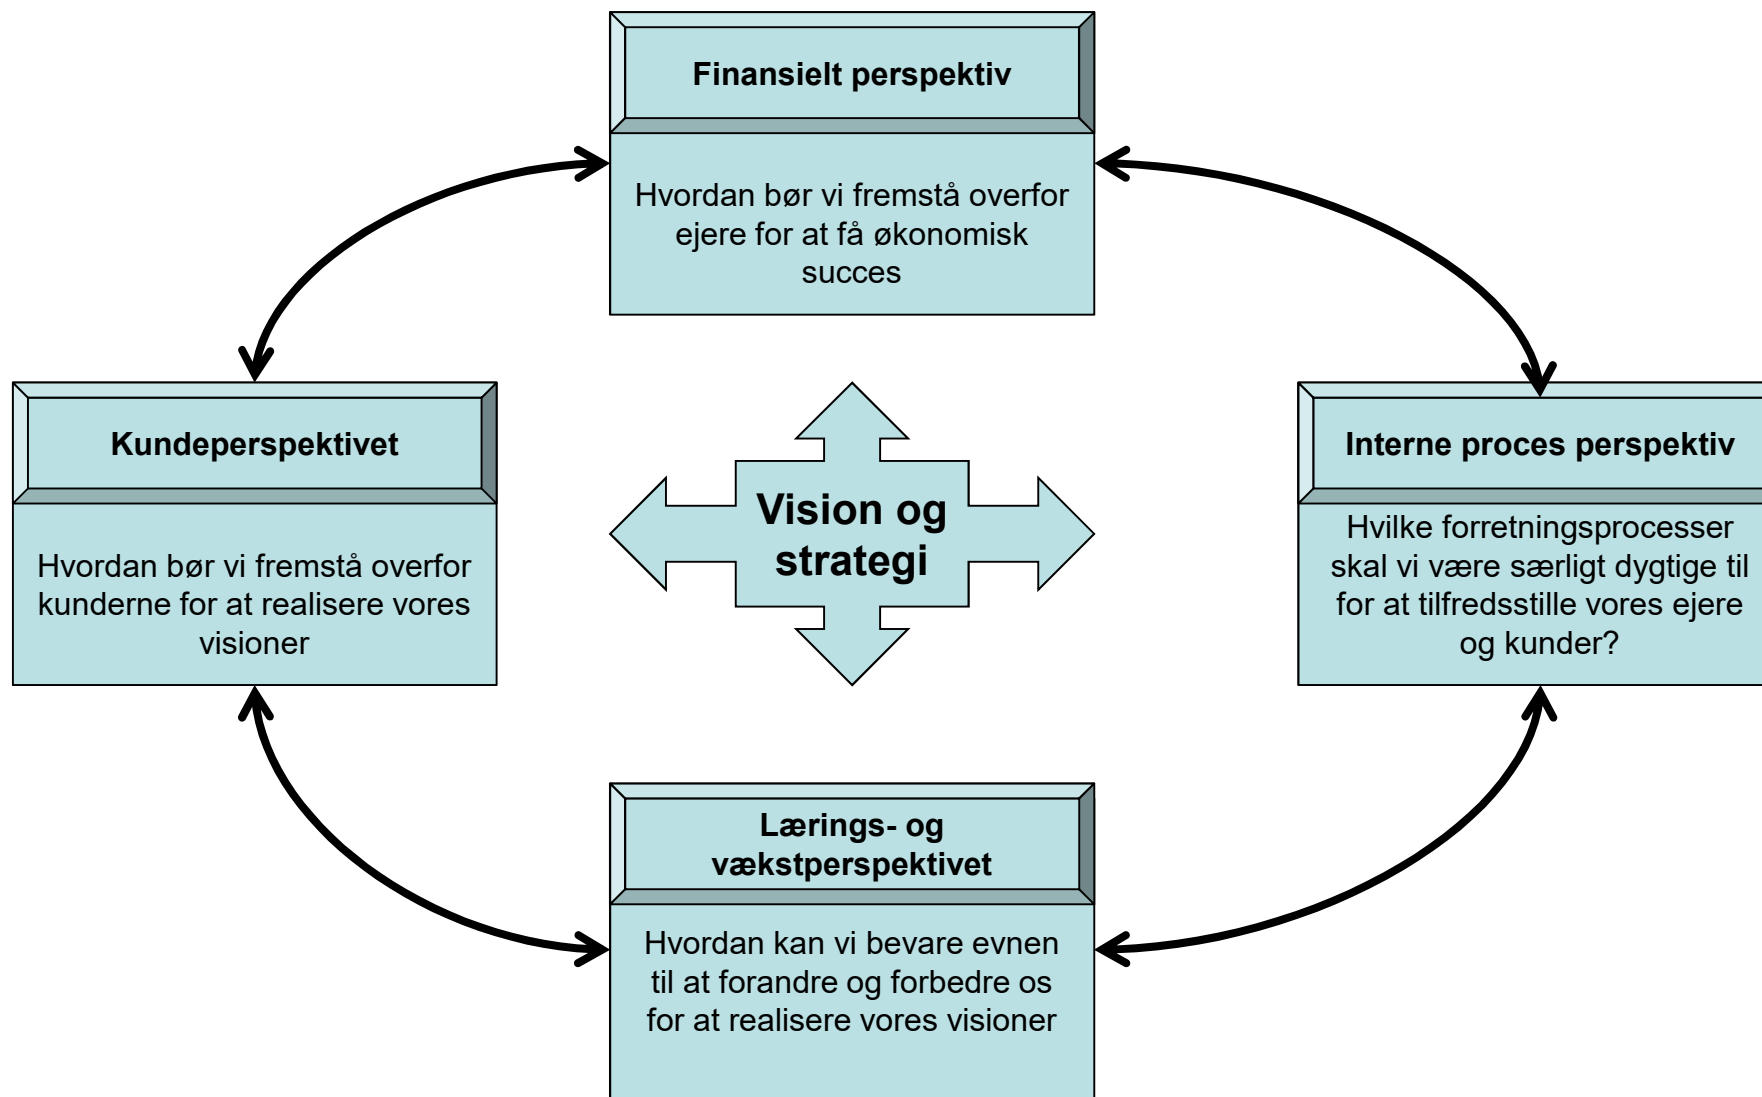 Finansielt perspektiv
Hvordan bør vi fremstå overfor
ejere for at få økonomisk
succes
Kundeperspektivet
Hvordan bør vi fremstå overfor
kunderne for at realisere vores
visioner
Vision og
strategi
Interne proces perspektiv
Hvilke forretningsprocesser
skal vi være særligt dygtige til
for at tilfredsstille vores ejere
og kunder?
Lærings- og
vækstperspektivet
Hvordan kan vi bevare evnen
til at forandre og forbedre os
for at realisere vores visioner